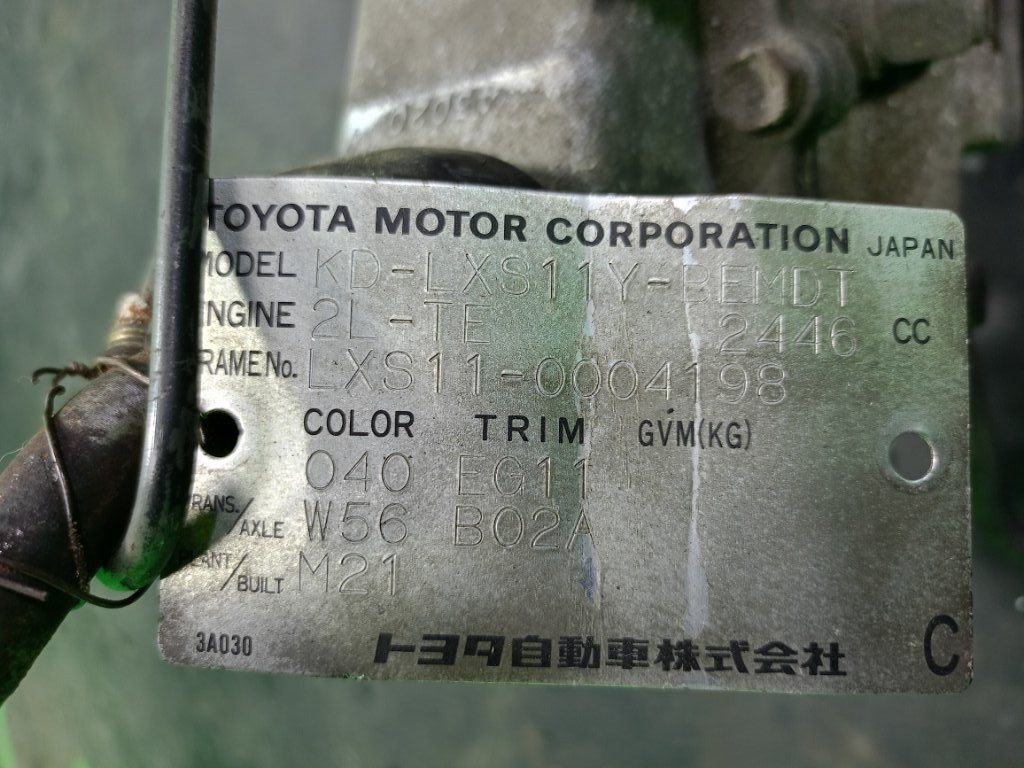 TOYOTA MOTOR CORPORATION JAPAN
MODEL KD-LXS11Y-BEMDT
ENGINE 2L-TE 2446 CC
FRAME No. LXS11-0004198
COLOR TRIM GVM(KG)
040 EG11
TRANS./AXLE W56 B02A
PLANT/BUILT M21
3A030 トヨタ自動車株式会社 C